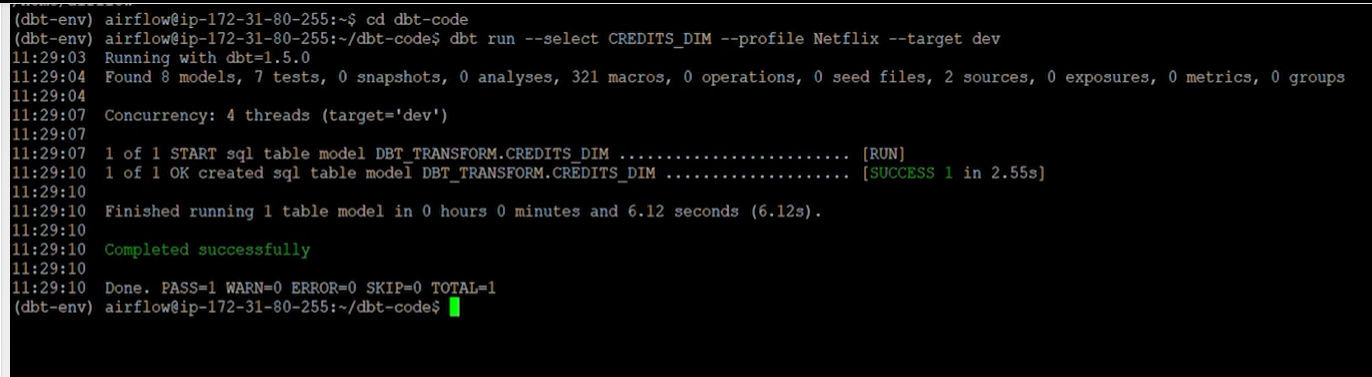 (dbt-env) airflow@ip-172-31-80-255:~$ cd dbt-code
(dbt-env) airflow@ip-172-31-80-255:~/dbt-code$ dbt run --select CREDITS_DIM --profile Netflix --target dev
11:29:03  Running with dbt=1.5.0
11:29:04  Found 8 models, 7 tests, 0 snapshots, 0 analyses, 321 macros, 0 operations, 0 seed files, 2 sources, 0 exposures, 0 metrics, 0 groups
11:29:04
11:29:07  Concurrency: 4 threads (target='dev')
11:29:07
11:29:07  1 of 1 START sql table model DBT_TRANSFORM.CREDITS_DIM ......................... [RUN]
11:29:10  1 of 1 OK created sql table model DBT_TRANSFORM.CREDITS_DIM .................... [SUCCESS 1 in 2.55s]
11:29:10
11:29:10  Finished running 1 table model in 0 hours 0 minutes and 6.12 seconds (6.12s).
11:29:10
11:29:10  Completed successfully
11:29:10
11:29:10  Done. PASS=1 WARN=0 ERROR=0 SKIP=0 TOTAL=1
(dbt-env) airflow@ip-172-31-80-255:~/dbt-code$